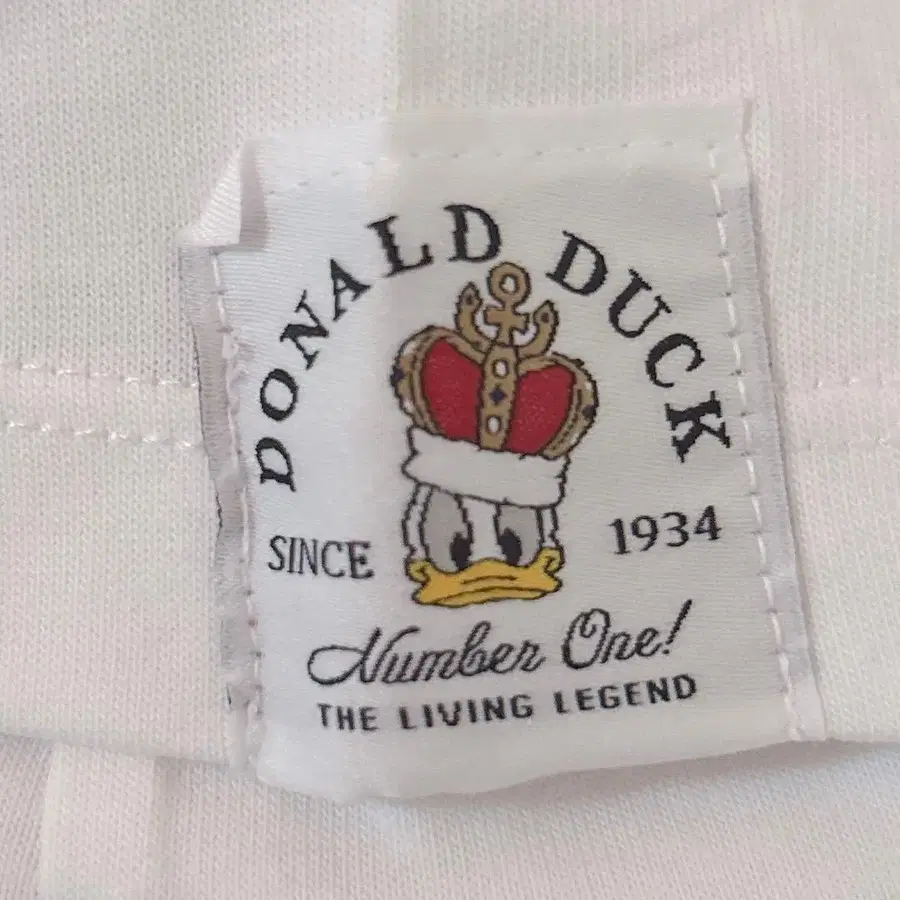 DONALD DUCK
SINCE 1934
Number One!
THE LIVING LEGEND